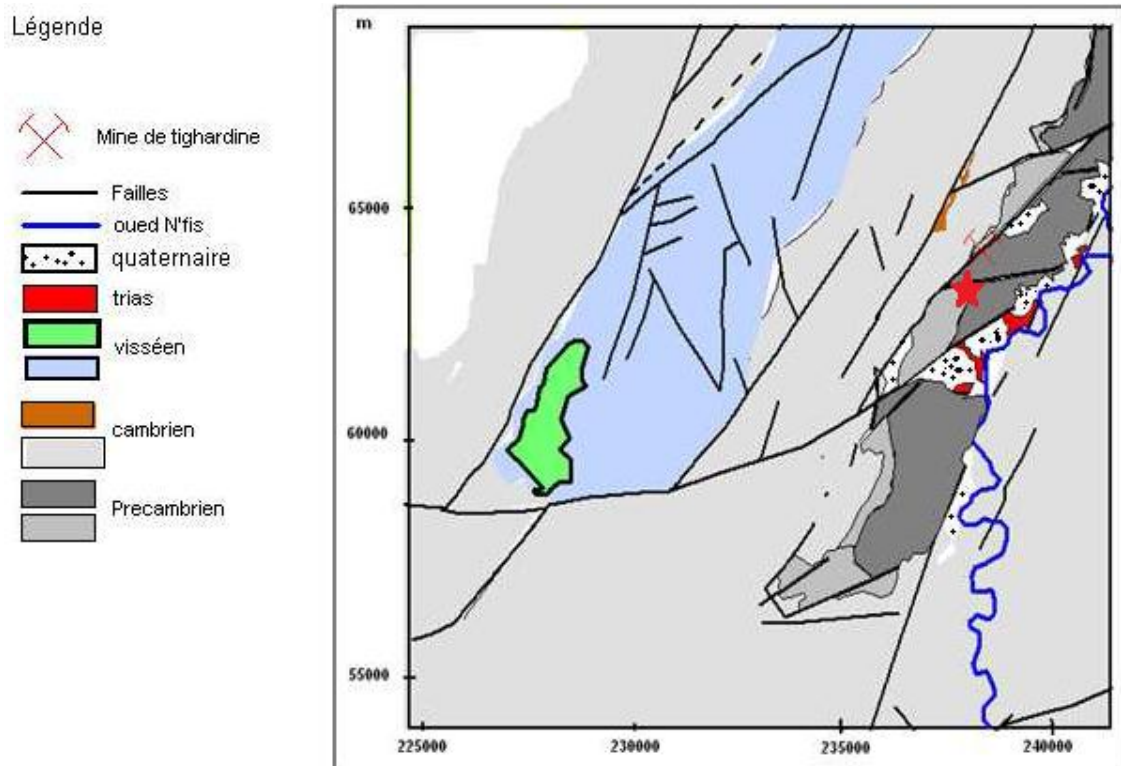 Légende
Mine de tighardine
Failles
oued N'fis
quaternaire
trias
visséen
cambrien
Precambrien
m
65000
60000
55000
225000
230000
235000
240000